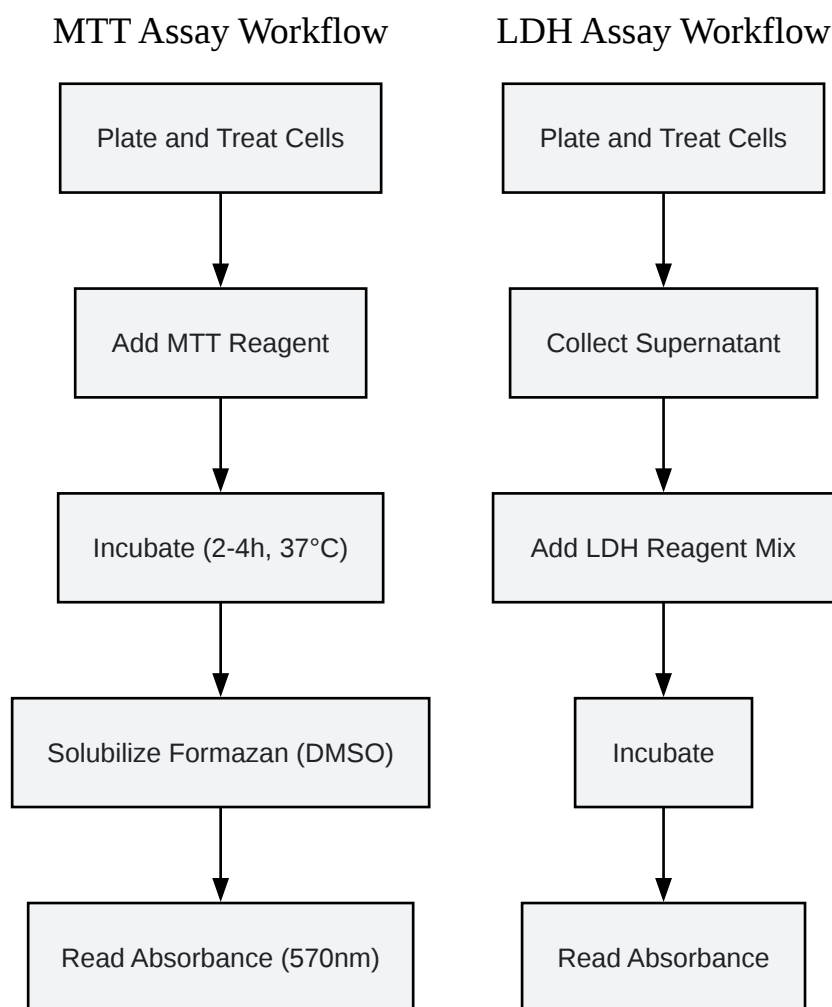 MTT Assay Workflow
Plate and Treat Cells
Add MTT Reagent
Incubate (2-4h, 37°C)
Solubilize Formazan (DMSO)
Read Absorbance (570nm)
LDH Assay Workflow
Plate and Treat Cells
Collect Supernatant
Add LDH Reagent Mix
Incubate
Read Absorbance